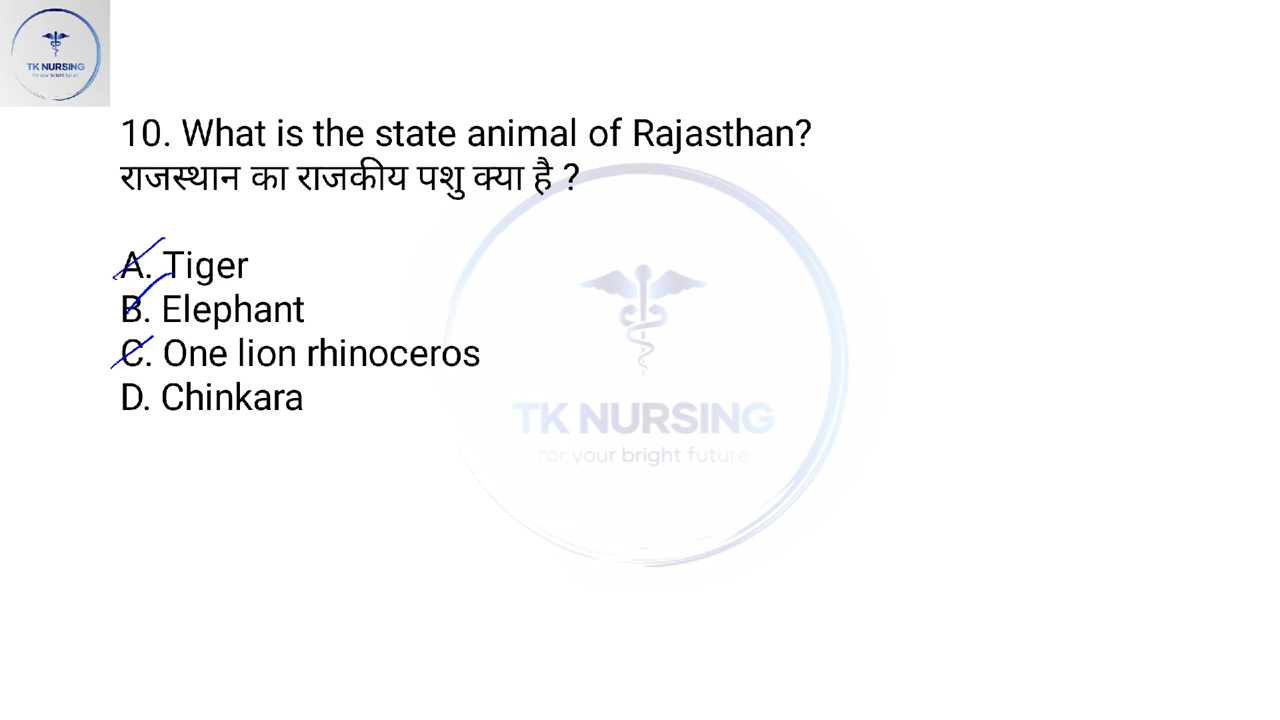 TK NURSING
for your bright future
10. What is the state animal of Rajasthan?
राजस्थान का राजकीय पशु क्या है ?
A. Tiger
B. Elephant
C. One lion rhinoceros
D. Chinkara
TK NURSING
for your bright future